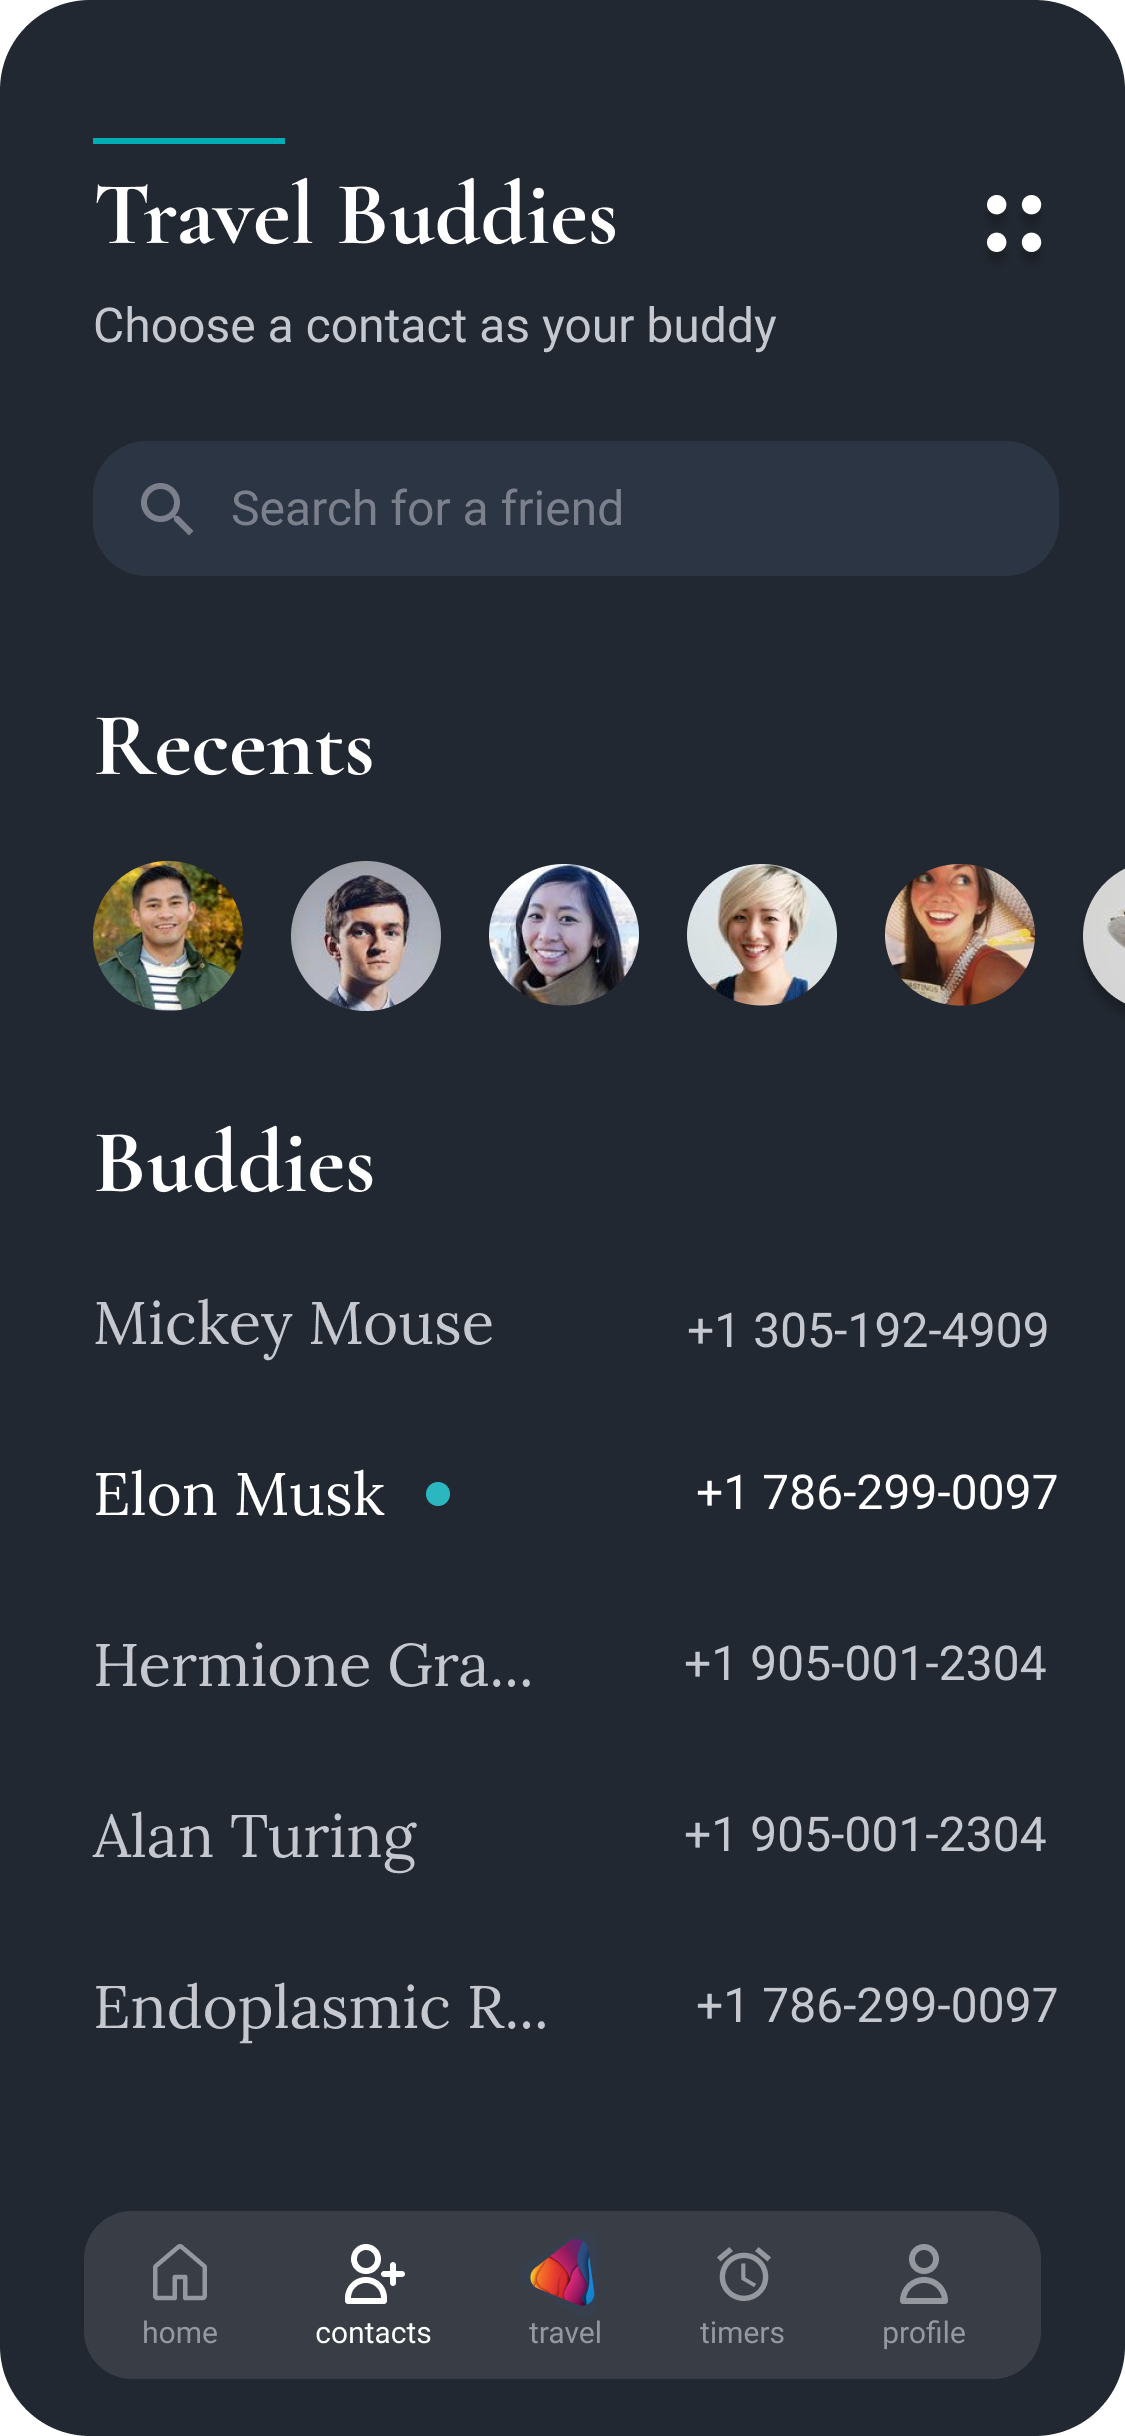 Travel Buddies
Choose a contact as your buddy
Search for a friend
Recents
Buddies
Mickey Mouse +1 305-192-4909
Elon Musk +1 786-299-0097
Hermione Gra... +1 905-001-2304
Alan Turing +1 905-001-2304
Endoplasmic R... +1 786-299-0097
home contacts travel timers profile